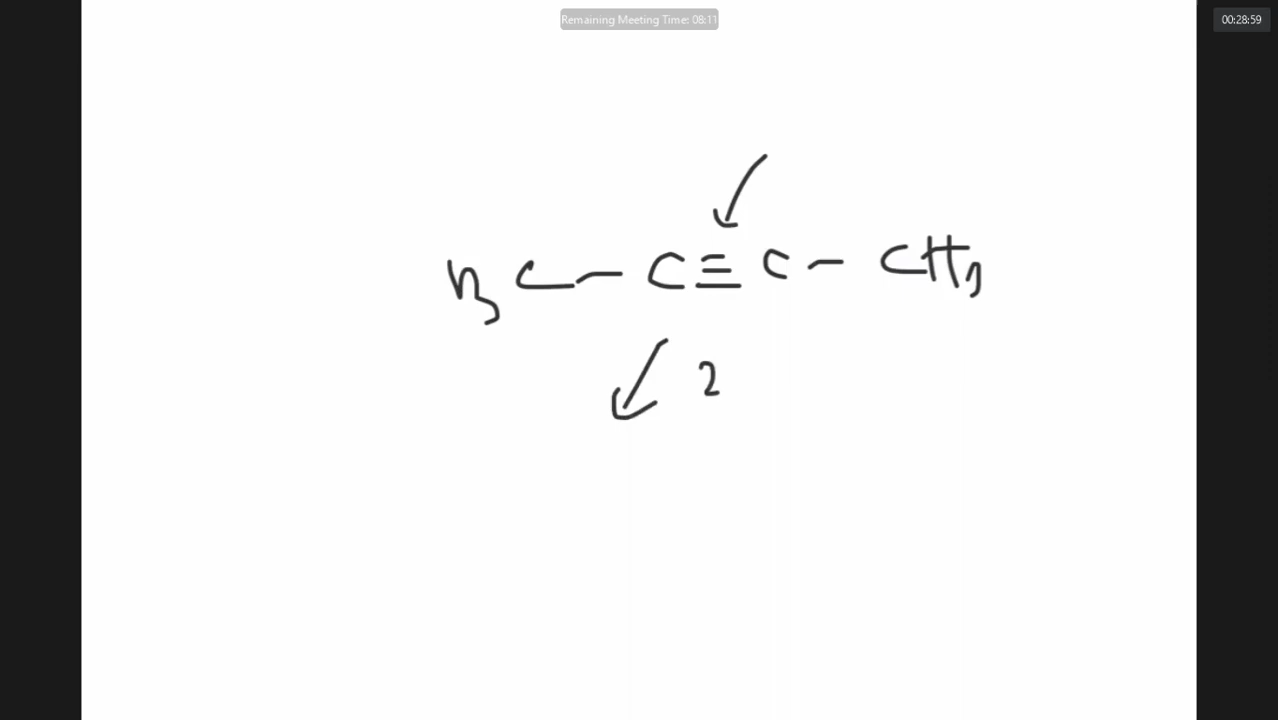 Remaining Meeting Time: 08:11
00:28:59
H3C - C ≡ C - CH3
2